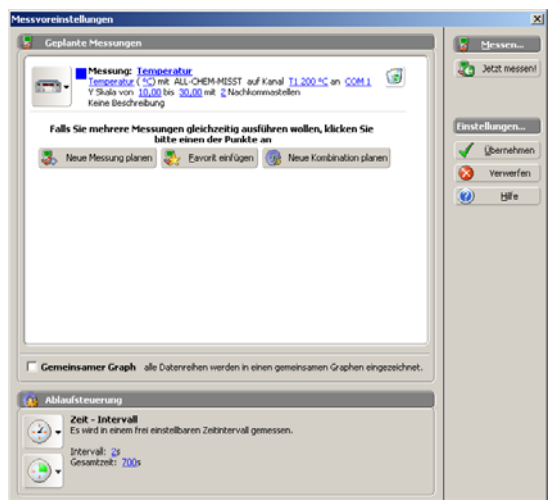 Messvoreinstellungen
Geplante Messungen
Messung: Temperatur
Temperatur ( °C) mit ALL-CHEM-MISST auf Kanal T1 200 °C an COM 1
Y Skala von 10,00 bis 30,00 mit 2 Nachkommastellen
Keine Beschreibung
Falls Sie mehrere Messungen gleichzeitig ausführen wollen, klicken Sie
bitte einen der Punkte an
Neue Messung planen
Favorit einfügen
Neue Kombination planen
Gemeinsamer Graph alle Datenreihen werden in einen gemeinsamen Graphen eingezeichnet.
Ablaufsteuerung
Zeit - Intervall
Es wird in einem frei einstellbaren Zeitintervall gemessen.
Intervall: 2s
Gesamtzeit: 700s
Messen...
Jetzt messen!
Einstellungen...
Übernehmen
Verwerfen
Hilfe